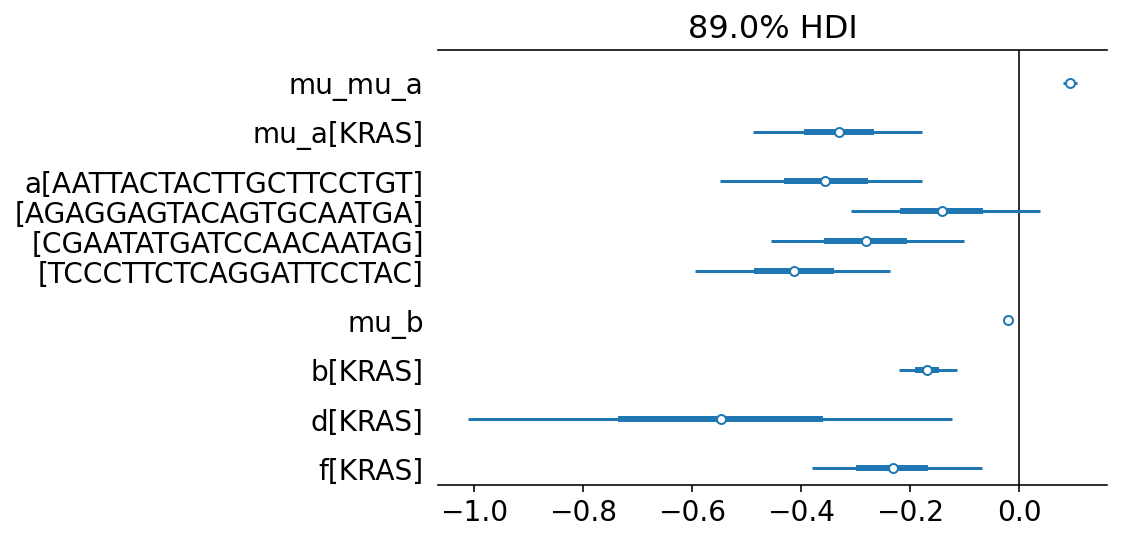 89.0% HDI
mu_mu_a
mu_a[KRAS]
a[AATTACTACTTGCTTCCTGT]
[AGAGGAGTACAGTGCAATGA]
[CGAATATGATCCAACAATAG]
[TCCCTTCTCAGGATTCCTAC]
mu_b
b[KRAS]
d[KRAS]
f[KRAS]
−1.0 −0.8 −0.6 −0.4 −0.2 0.0